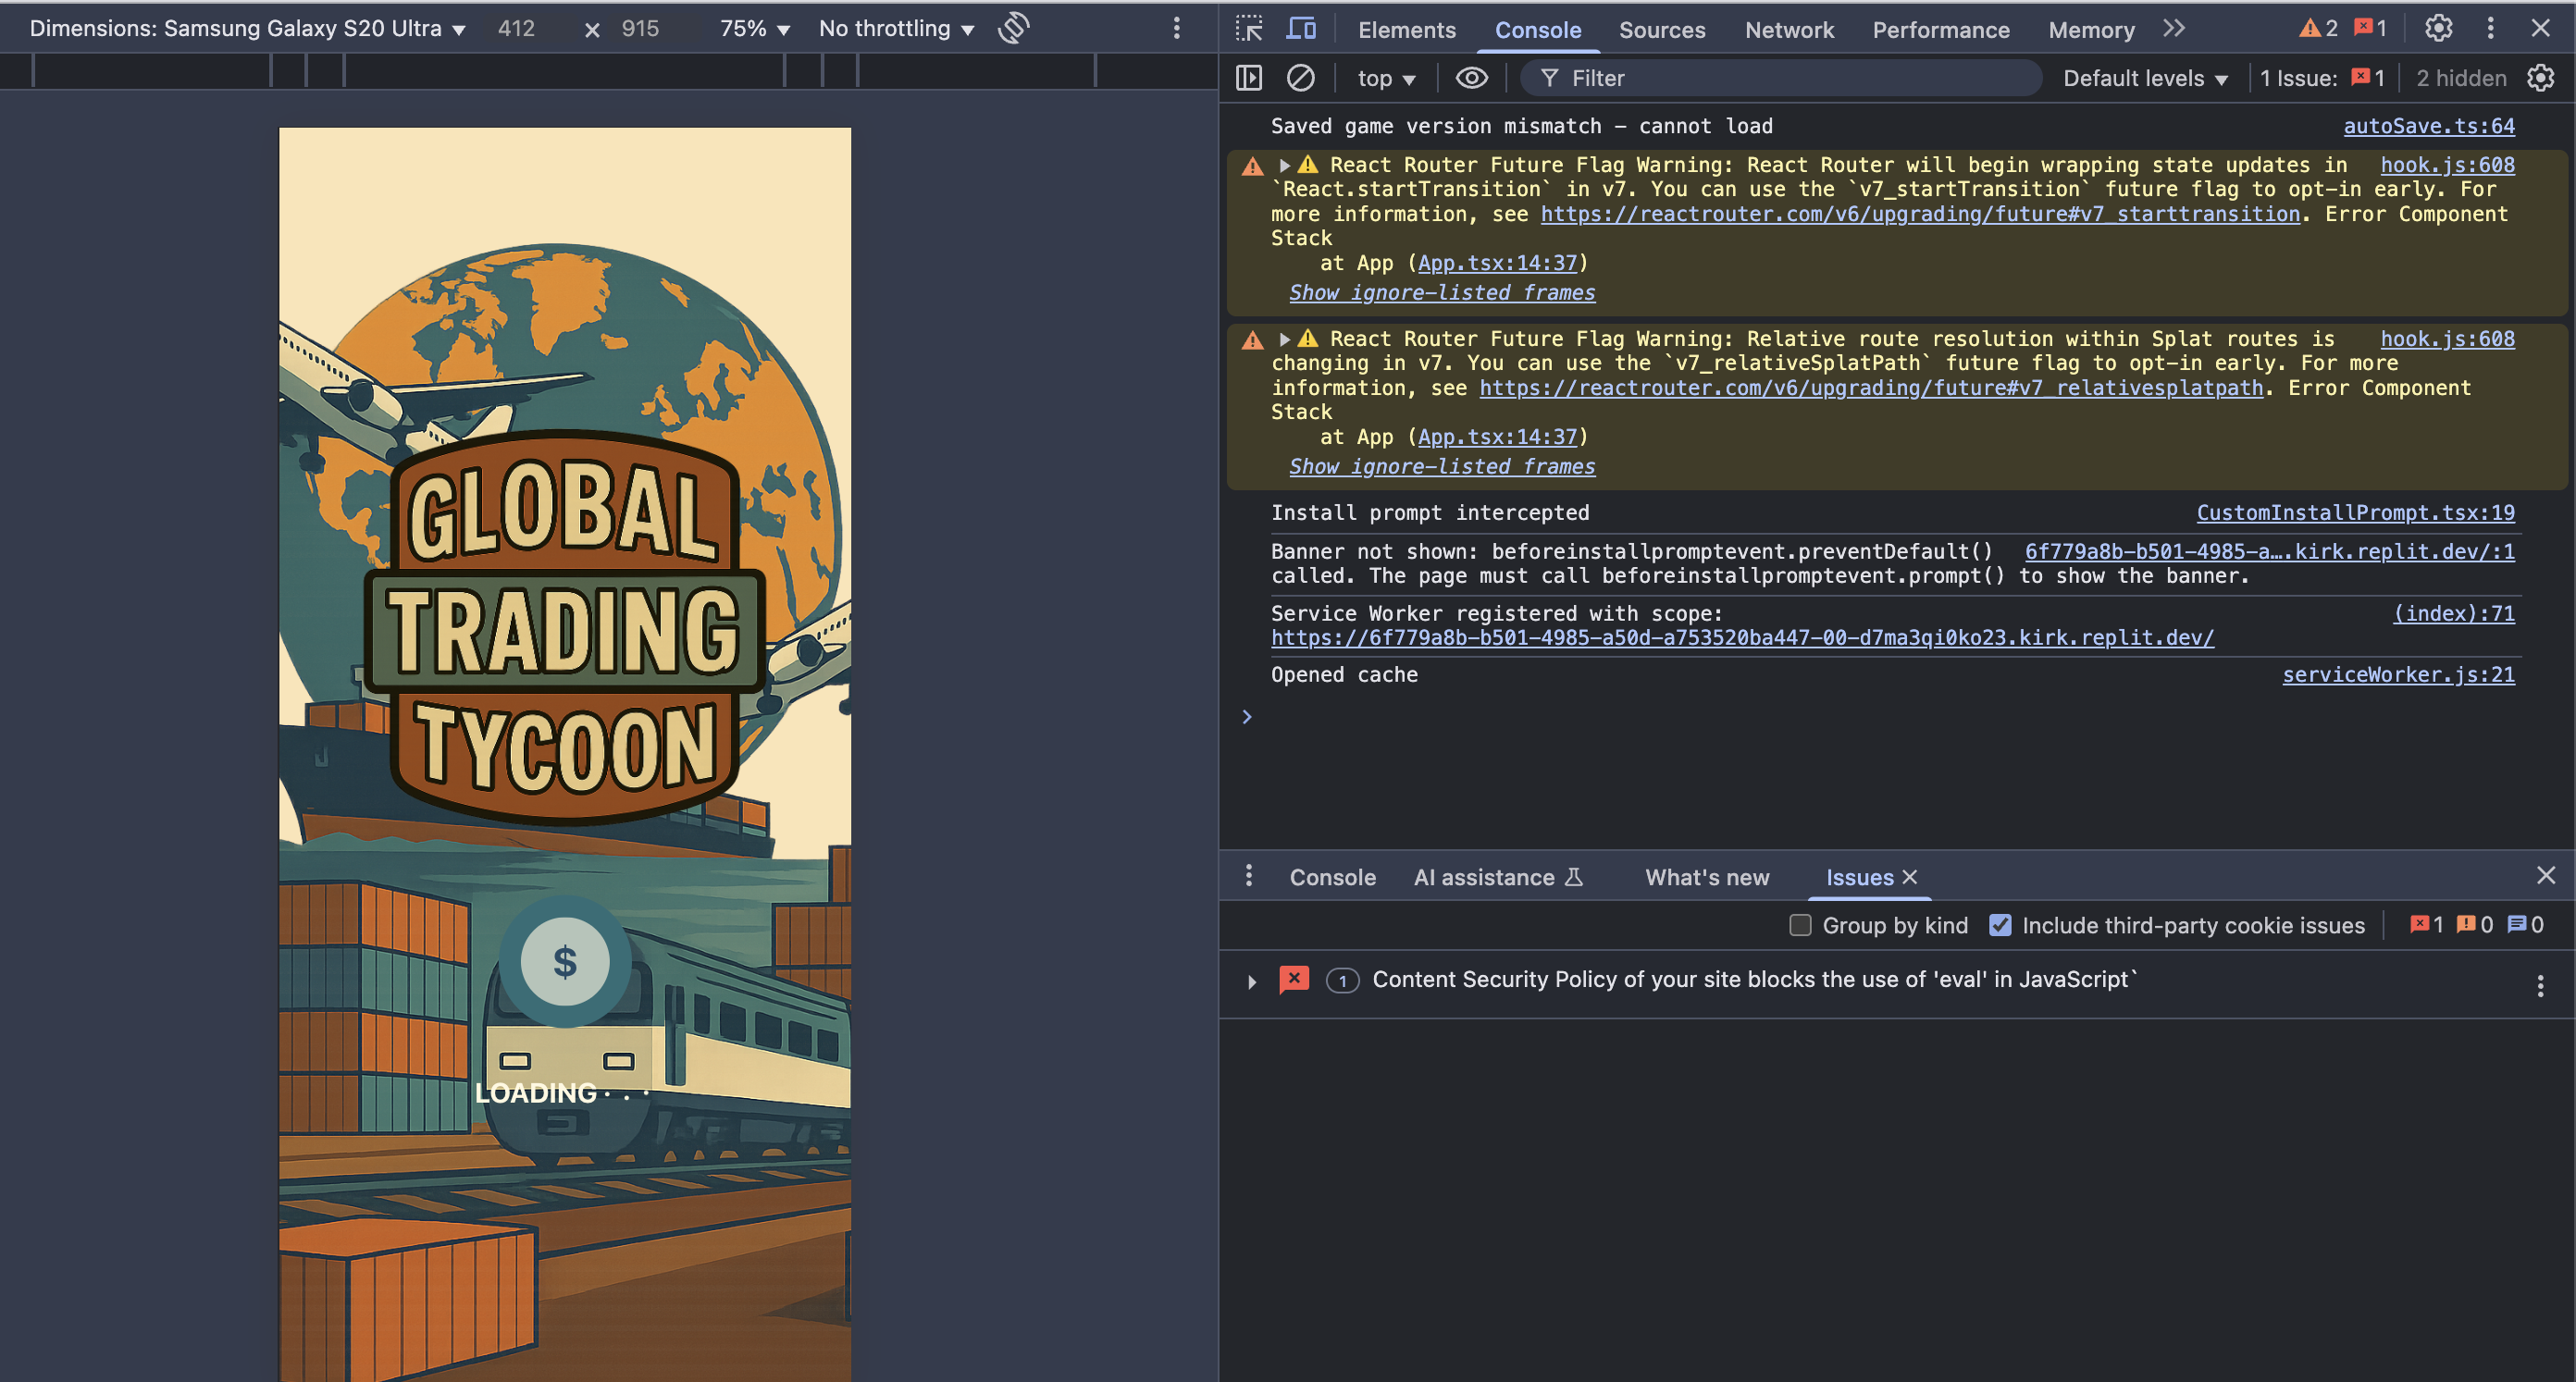 Dimensions: Samsung Galaxy S20 Ultra ▼ 412 × 915 75% ▼ No throttling ▼
Elements Console Sources Network Performance Memory 2 1
top ▼ Filter Default levels ▼ 1 Issue: 1 2 hidden
Saved game version mismatch – cannot load autoSave.ts:64
⚠ React Router Future Flag Warning: React Router will begin wrapping state updates in hook.js:608
`React.startTransition` in v7. You can use the `v7_startTransition` future flag to opt-in early. For
more information, see https://reactrouter.com/v6/upgrading/future#v7_starttransition. Error Component
Stack
at App (App.tsx:14:37)
Show ignore-listed frames
⚠ React Router Future Flag Warning: Relative route resolution within Splat routes is hook.js:608
changing in v7. You can use the `v7_relativeSplatPath` future flag to opt-in early. For more
information, see https://reactrouter.com/v6/upgrading/future#v7_relativesplatpath. Error Component
Stack
at App (App.tsx:14:37)
Show ignore-listed frames
Install prompt intercepted CustomInstallPrompt.tsx:19
Banner not shown: beforeinstallpromptevent.preventDefault() 6f779a8b-b501-4985-a….kirk.replit.dev/:1
called. The page must call beforeinstallpromptevent.prompt() to show the banner.
Service Worker registered with scope: (index):71
https://6f779a8b-b501-4985-a50d-a753520ba447-00-d7ma3qi0ko23.kirk.replit.dev/
Opened cache serviceWorker.js:21
Console AI assistance What's new Issues
Group by kind Include third-party cookie issues 1 0 0
1 Content Security Policy of your site blocks the use of 'eval' in JavaScript`
GLOBAL
TRADING
TYCOON
$
LOADING...